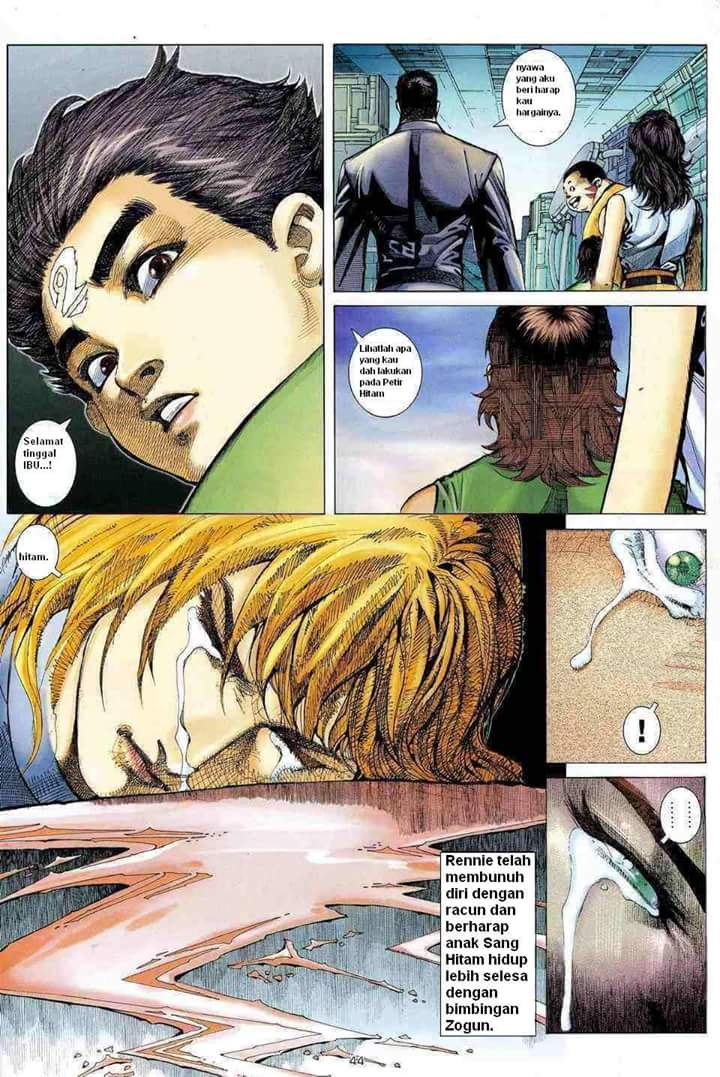 Selamat
tinggal
IBU...!
nyawa
yang aku
beri harap
kau
hargainya.
Lihatlah apa
yang kau
dah lakukan
pada Petir
Hitam
hitam.
!
......
Rennie telah
membunuh
diri dengan
racun dan
berharap
anak Sang
Hitam hidup
lebih selesa
dengan
bimbingan
Zogun.
44